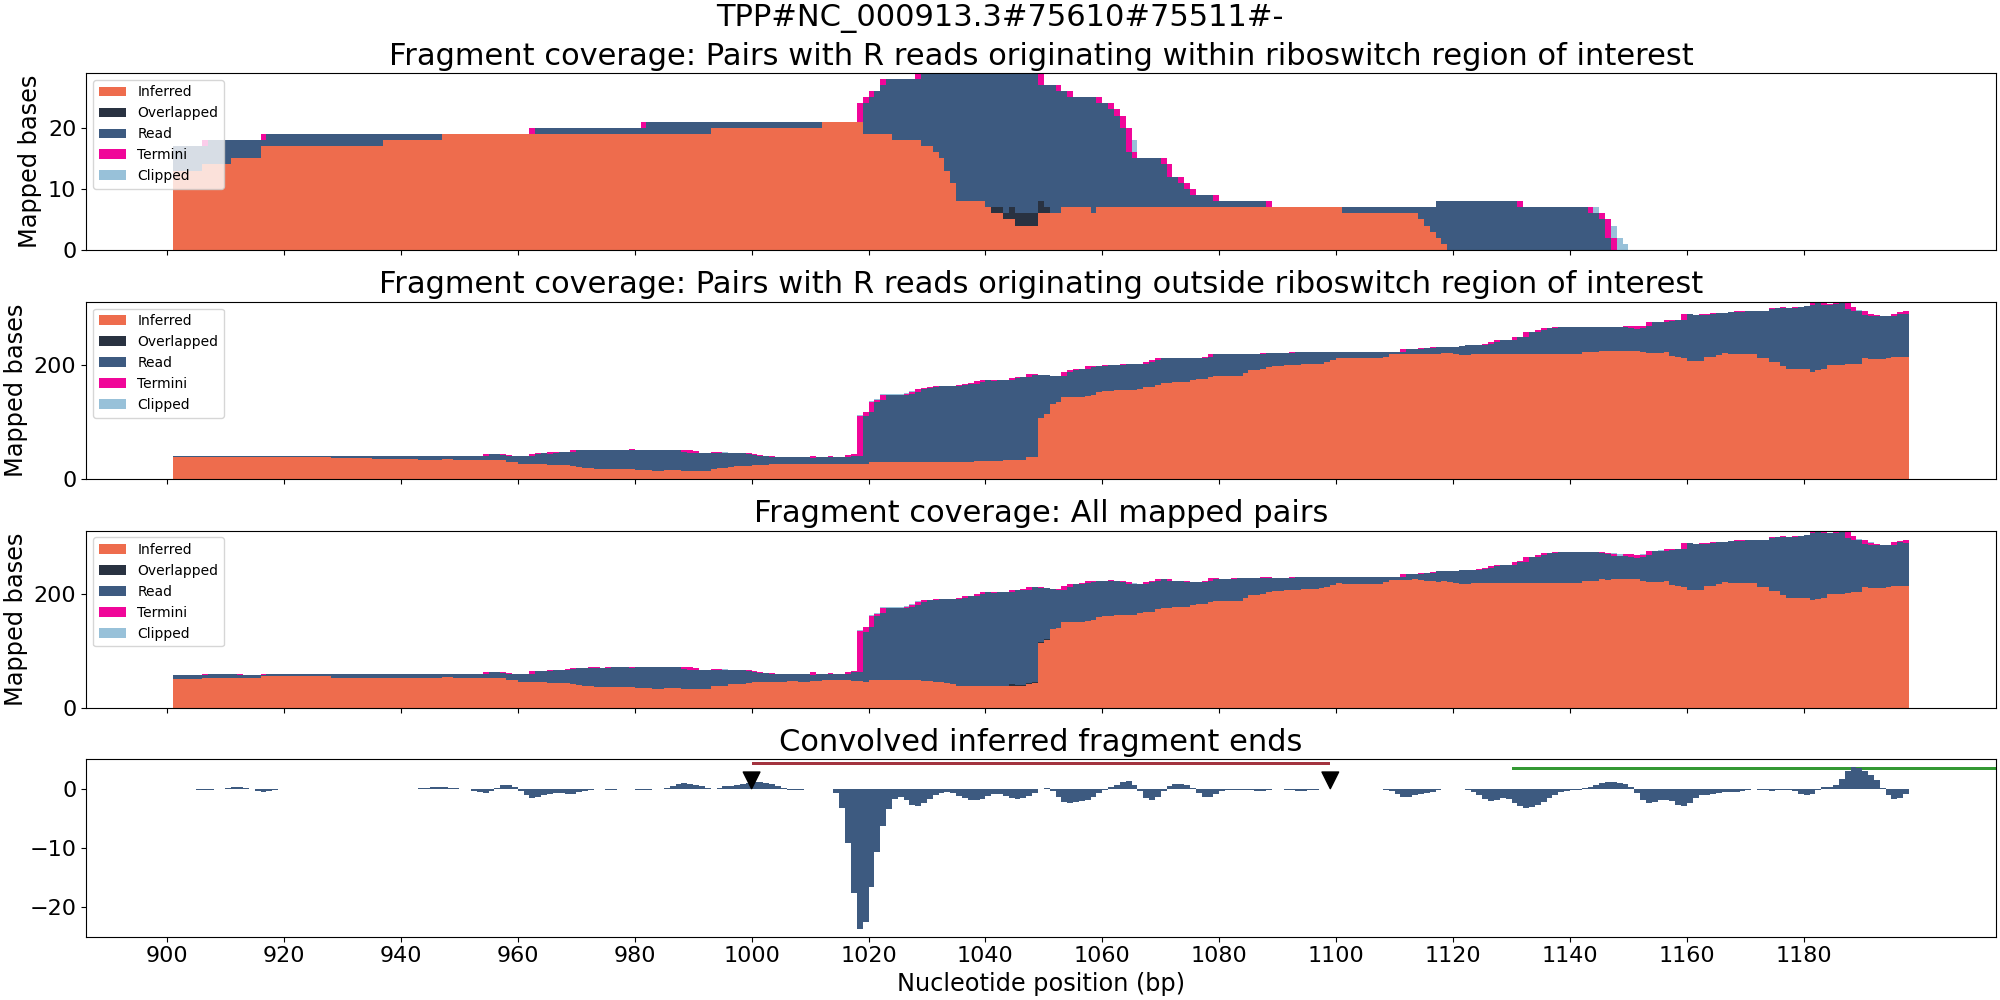 TPP#NC_000913.3#75610#75511#-
Fragment coverage: Pairs with R reads originating within riboswitch region of interest
Mapped bases
20
10
0
Inferred
Overlapped
Read
Termini
Clipped
Fragment coverage: Pairs with R reads originating outside riboswitch region of interest
Mapped bases
200
0
Inferred
Overlapped
Read
Termini
Clipped
Fragment coverage: All mapped pairs
Mapped bases
200
0
Inferred
Overlapped
Read
Termini
Clipped
Convolved inferred fragment ends
0
−10
−20
900 920 940 960 980 1000 1020 1040 1060 1080 1100 1120 1140 1160 1180
Nucleotide position (bp)